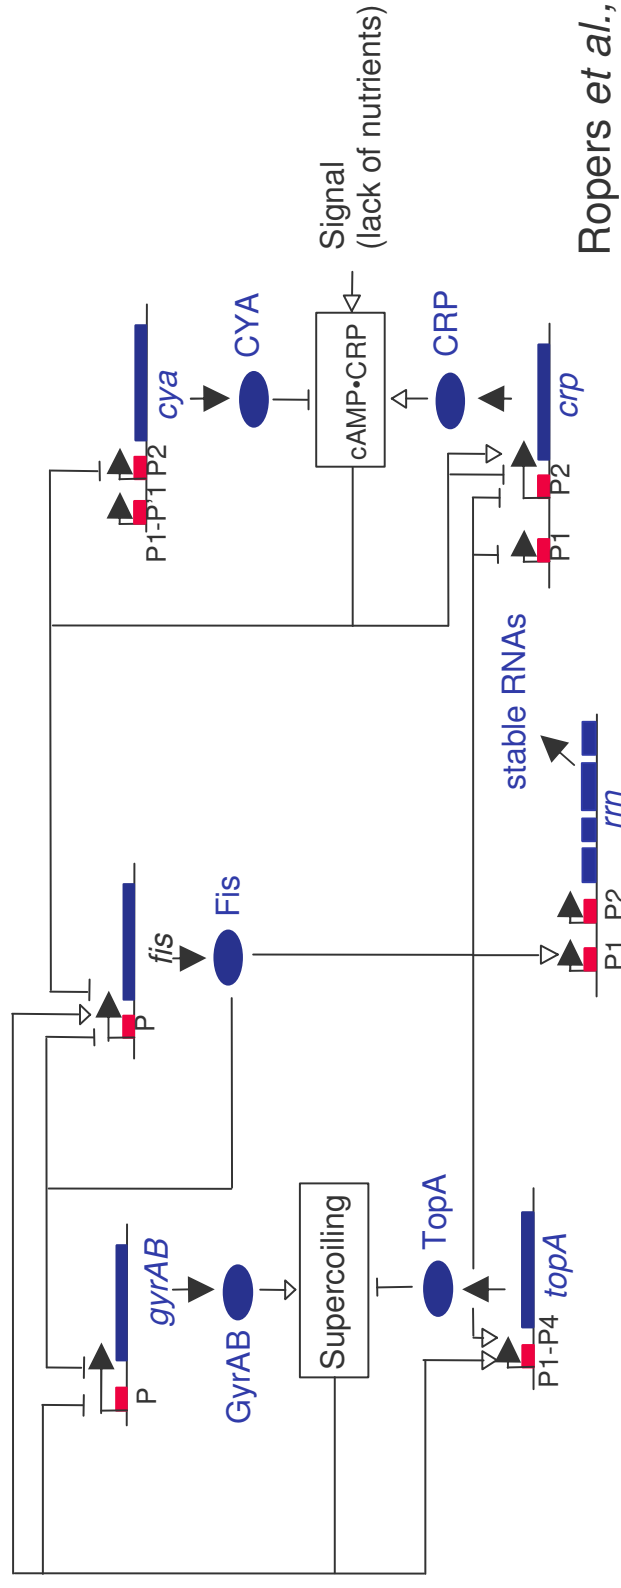 P
gyrAB
GyrAB
Supercoiling
TopA
P1-P4
topA
P
fis
Fis
P1 P2
rrn
stable RNAs
P1-P'1 P2
cya
CYA
cAMP•CRP
Signal
(lack of nutrients)
CRP
P1
P2
crp
Ropers et al.,